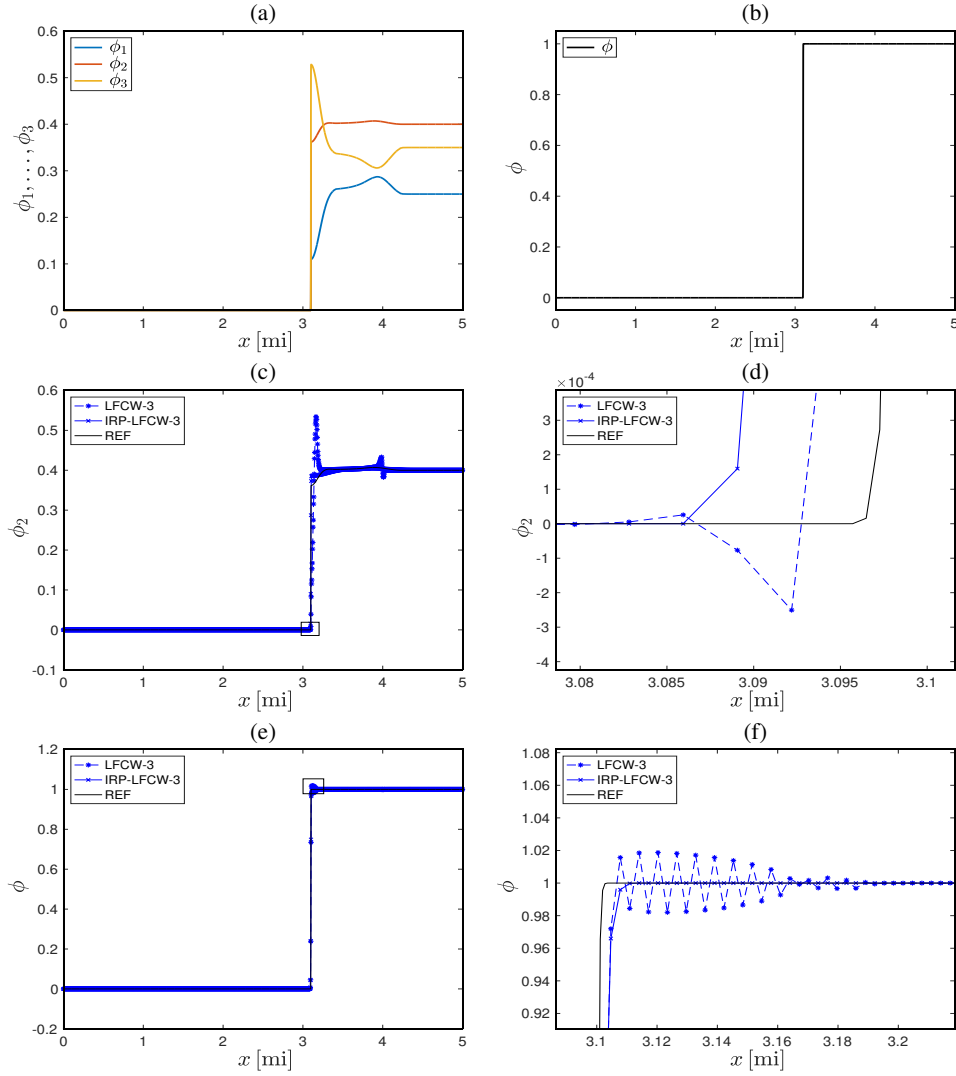 (a)
0.6
0.5
0.4
0.3
0.2
0.1
0
ϕ1
ϕ2
ϕ3
ϕ1, . . . , ϕ3
0 1 2 3 4 5
x [mi]
(b)
1
0.8
0.6
0.4
0.2
0
ϕ
ϕ
0 1 2 3 4 5
x [mi]
(c)
0.6
0.5
0.4
0.3
0.2
0.1
0
-0.1
LFCW-3
IRP-LFCW-3
REF
ϕ2
0 1 2 3 4 5
x [mi]
(d)
×10-4
3
2
1
0
-1
-2
-3
-4
LFCW-3
IRP-LFCW-3
REF
ϕ2
3.08 3.085 3.09 3.095 3.1
x [mi]
(e)
1.2
1
0.8
0.6
0.4
0.2
0
-0.2
LFCW-3
IRP-LFCW-3
REF
ϕ
0 1 2 3 4 5
x [mi]
(f)
1.08
1.06
1.04
1.02
1
0.98
0.96
0.94
0.92
LFCW-3
IRP-LFCW-3
REF
ϕ
3.1 3.12 3.14 3.16 3.18 3.2
x [mi]